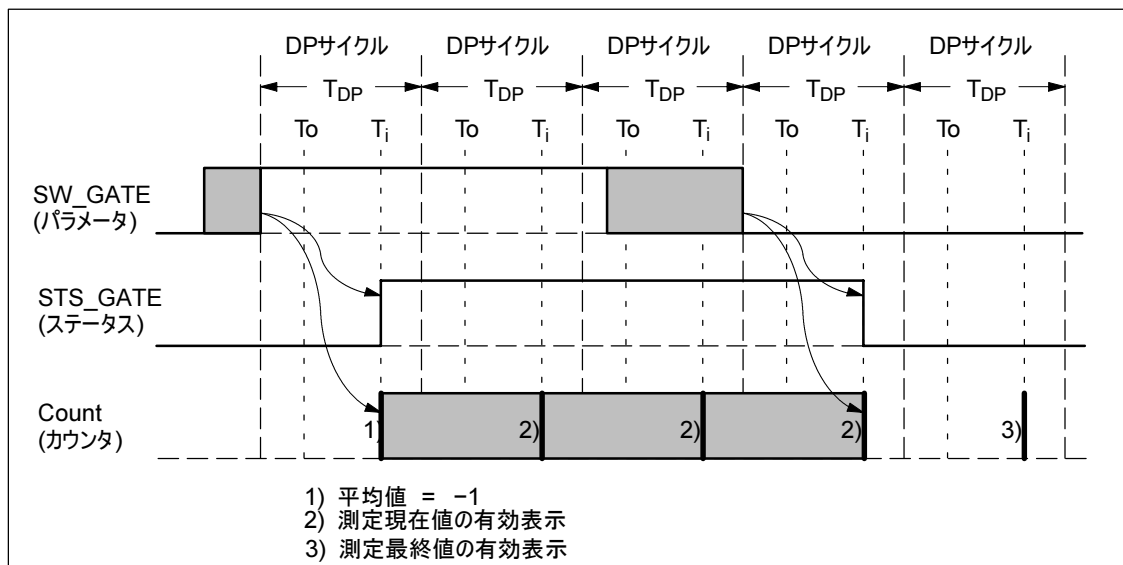 DPサイクル DPサイクル DPサイクル DPサイクル DPサイクル
TDP TDP TDP TDP TDP
To Ti To Ti To Ti To Ti To Ti
SW_GATE
(パラメータ)
STS_GATE
(ステータス)
Count
(カウンタ)
1) 2) 2) 2) 3)
1) 平均値 = −1
2) 測定現在値の有効表示
3) 測定最終値の有効表示